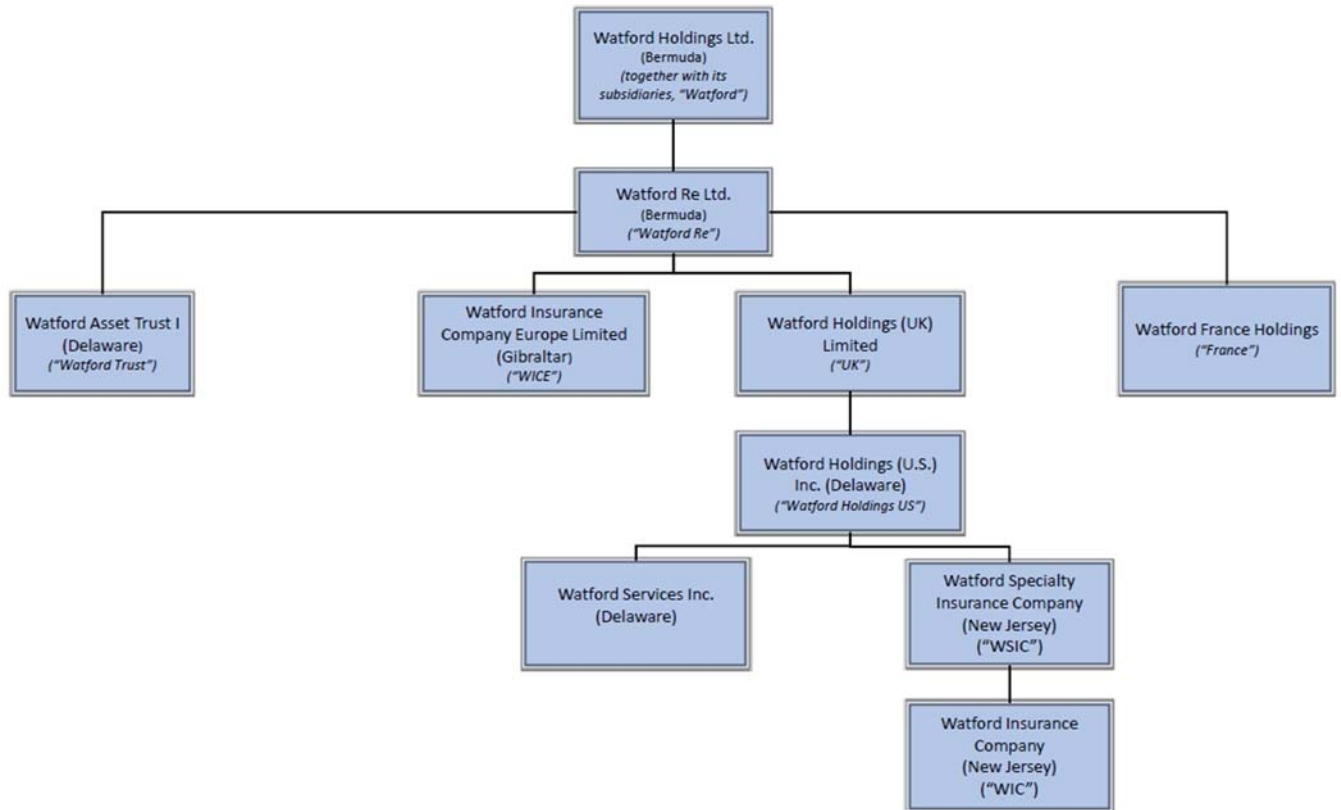 Watford Holdings Ltd.
(Bermuda)
(together with its
subsidiaries, “Watford”)
Watford Re Ltd.
(Bermuda)
(“Watford Re”)
Watford Asset Trust I
(Delaware)
(“Watford Trust”)
Watford Insurance
Company Europe Limited
(Gibraltar)
(“WICE”)
Watford Holdings (UK)
Limited
(“UK”)
Watford France Holdings
(“France”)
Watford Holdings (U.S.)
Inc. (Delaware)
(“Watford Holdings US”)
Watford Services Inc.
(Delaware)
Watford Specialty
Insurance Company
(New Jersey)
(“WSIC”)
Watford Insurance
Company
(New Jersey)
(“WIC”)